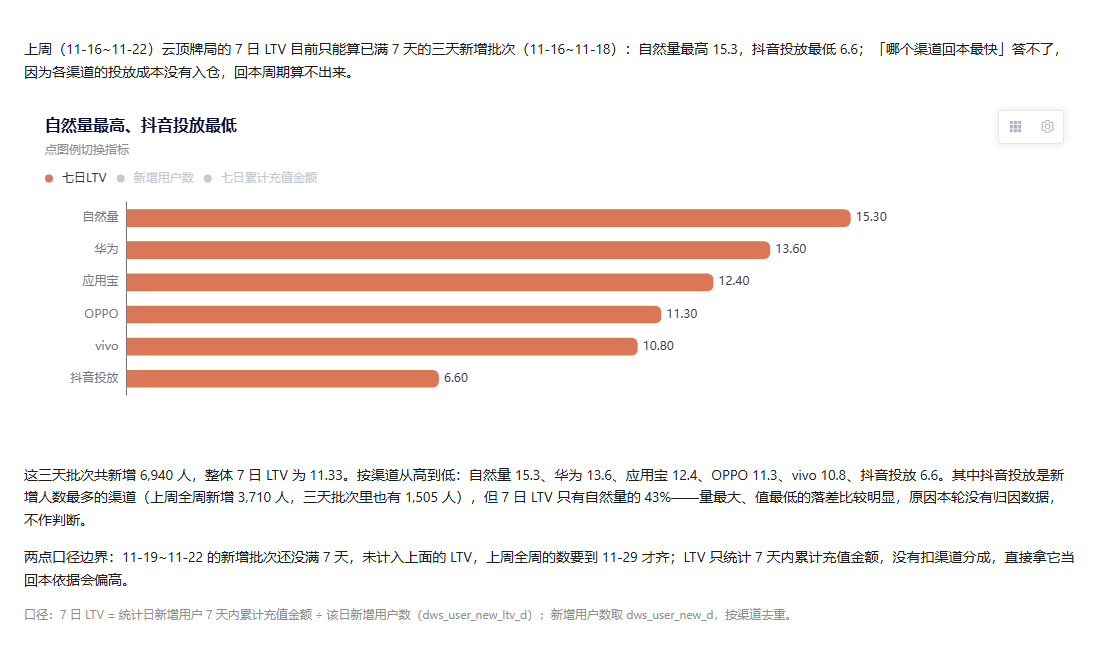 上周（11-16~11-22）云顶牌局的 7 日 LTV 目前只能算已满 7 天的三天新增批次（11-16~11-18）：自然量最高 15.3，抖音投放最低 6.6；「哪个渠道回本最快」答不了，
因为各渠道的投放成本没有入仓，回本周期算不出来。
自然量最高、抖音投放最低
点图例切换指标
七日LTV 新增用户数 七日累计充值金额
自然量 15.30
华为 13.60
应用宝 12.40
OPPO 11.30
vivo 10.80
抖音投放 6.60
这三天批次共新增 6,940 人，整体 7 日 LTV 为 11.33。按渠道从高到低：自然量 15.3、华为 13.6、应用宝 12.4、OPPO 11.3、vivo 10.8、抖音投放 6.6。其中抖音投放是新
增人数最多的渠道（上周全周新增 3,710 人，三天批次里也有 1,505 人），但 7 日 LTV 只有自然量的 43%——量最大、值最低的落差比较明显，原因本轮没有归因数据，
不作判断。
两点口径边界：11-19~11-22 的新增批次还没满 7 天，未计入上面的 LTV，上周全周的数要到 11-29 才齐；LTV 只统计 7 天内累计充值金额，没有扣渠道分成，直接拿它当
回本依据会偏高。
口径：7 日 LTV = 统计日新增用户 7 天内累计充值金额 ÷ 该日新增用户数（dws_user_new_ltv_d）；新增用户数取 dws_user_new_d，按渠道去重。